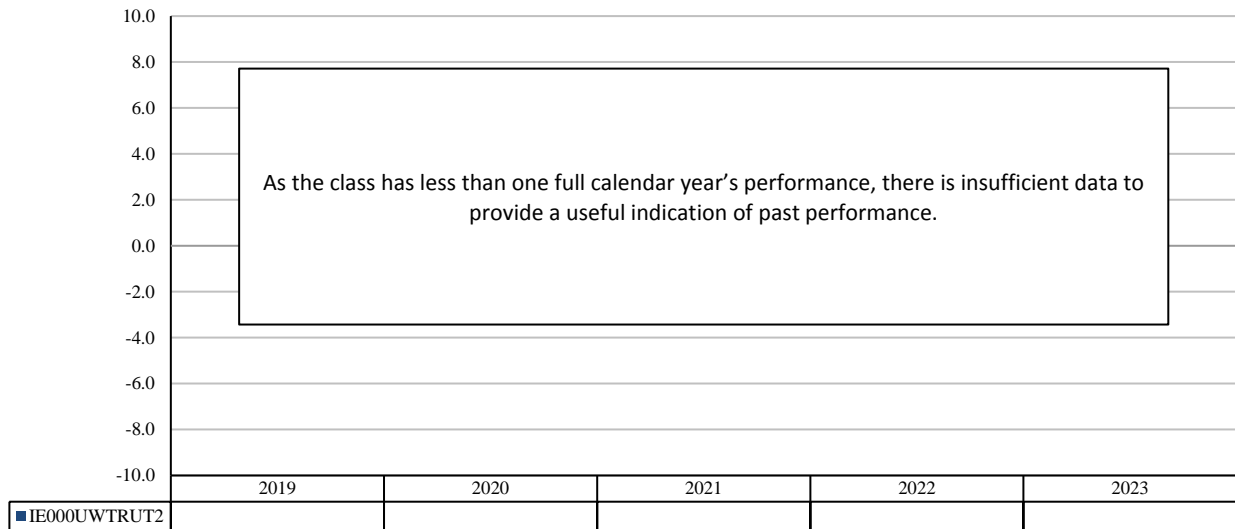 10.0
8.0
6.0
4.0
2.0
0.0
-2.0
-4.0
-6.0
-8.0
-10.0
As the class has less than one full calendar year’s performance, there is insufficient data to
provide a useful indication of past performance.
2019 2020 2021 2022 2023
IE000UWTRUT2